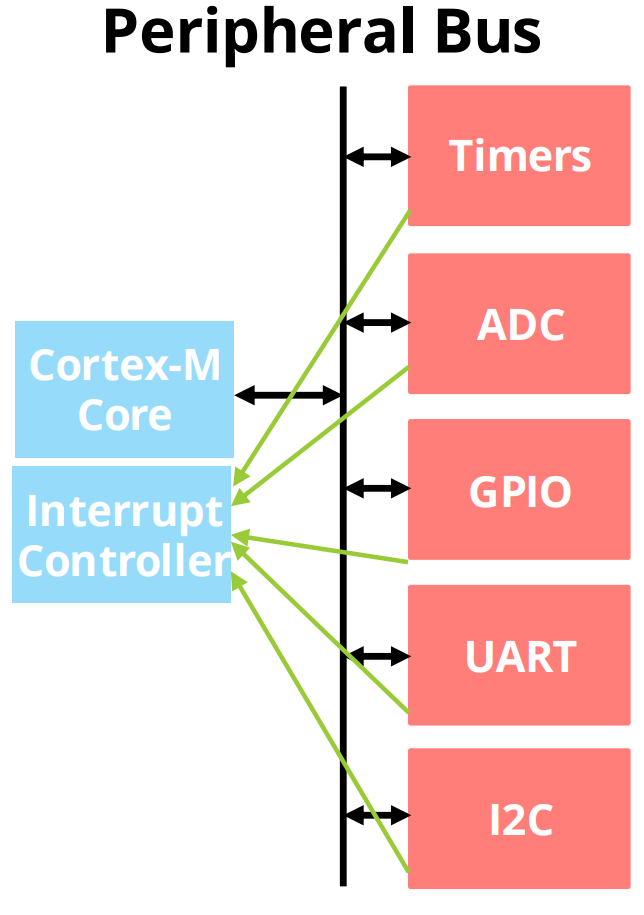 Peripheral Bus
Timers
ADC
Cortex-M
Core
GPIO
Interrupt
Controller
UART
I2C